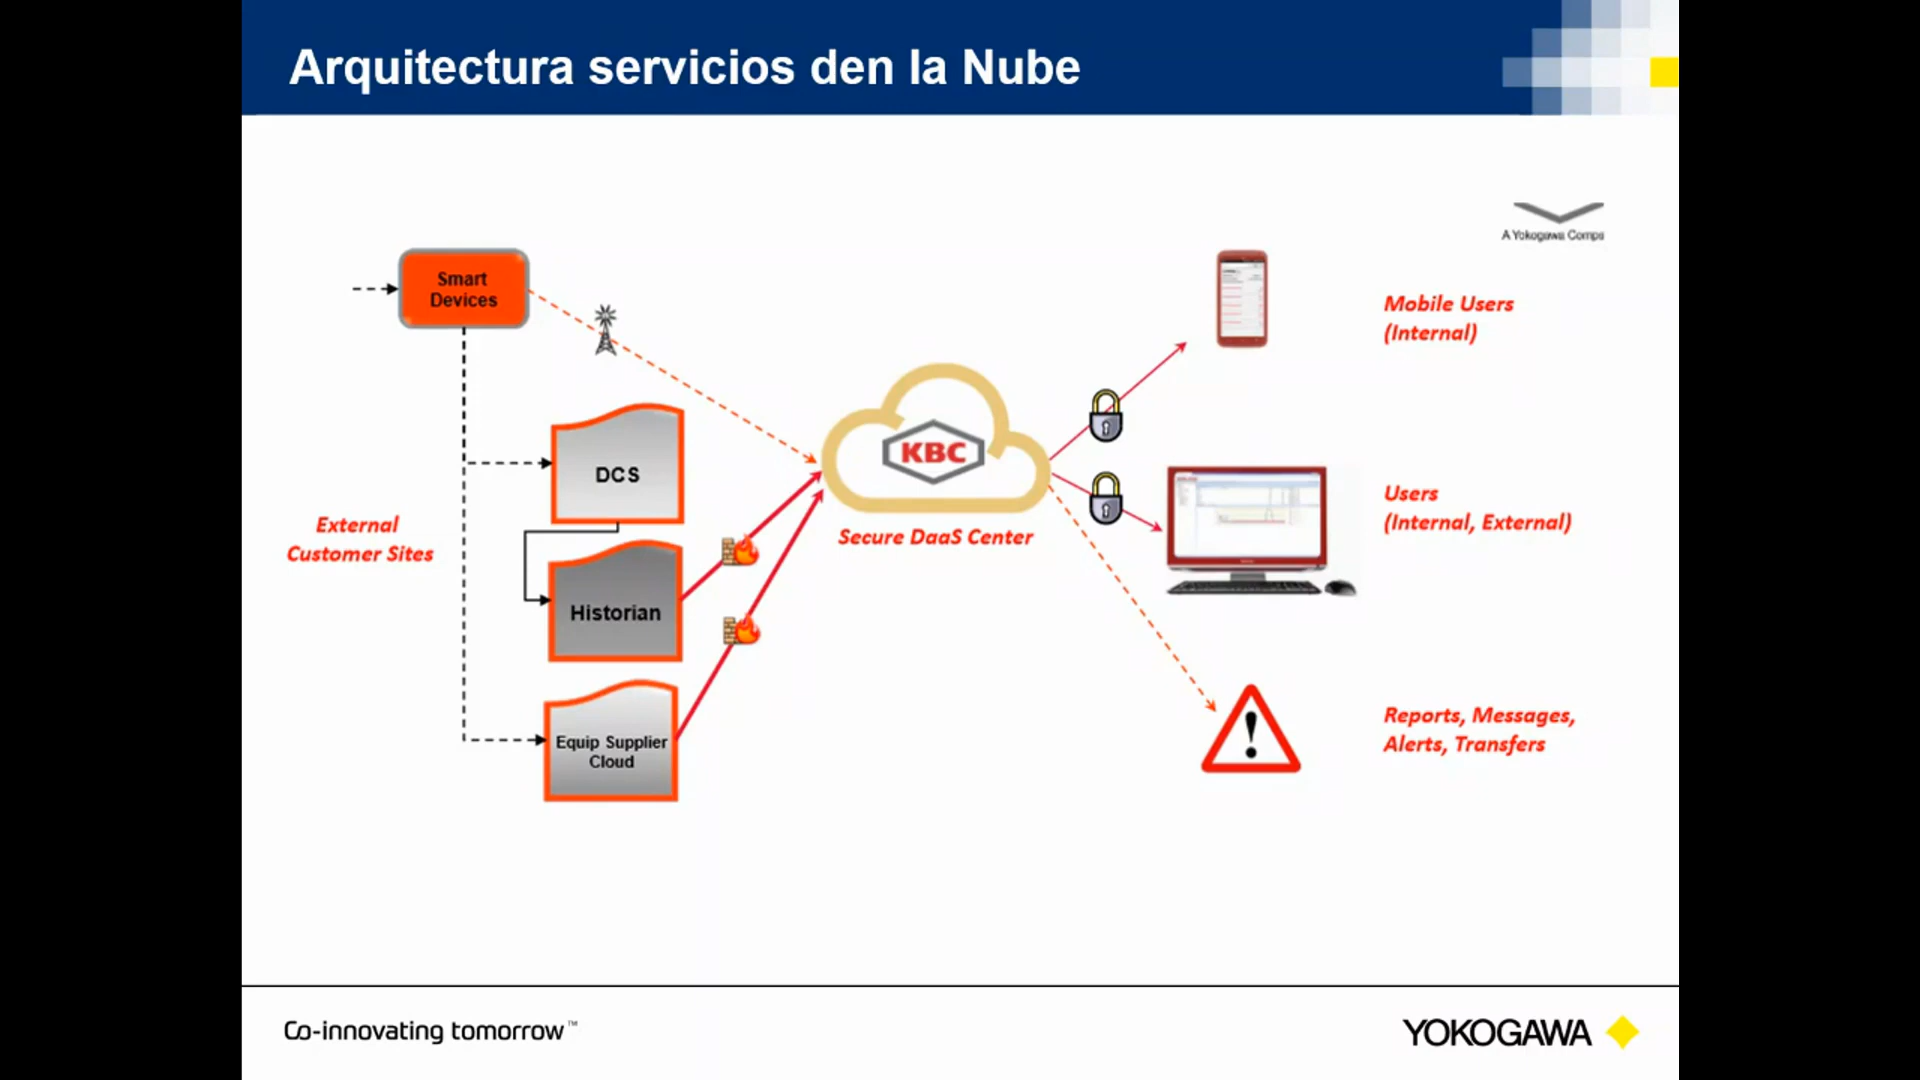 Arquitectura servicios den la Nube
A Yokogawa Compa
Smart
Devices
Mobile Users
(Internal)
KBC
DCS
Users
(Internal, External)
External
Customer Sites
Secure DaaS Center
Historian
Reports, Messages,
Alerts, Transfers
Equip Supplier
Cloud
Co-innovating tomorrow™
YOKOGAWA